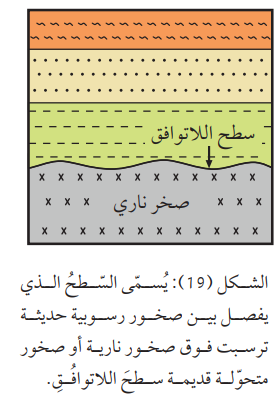 سطح اللاتوافق
صخر ناري
الشكل (19): يُسمّى السّطحُ الذي
يفصل بين صخور رسوبية حديثة
ترسبت فوق صخور نارية أو صخور
متحوّلة قديمة سطحَ اللاتوافُقِ.